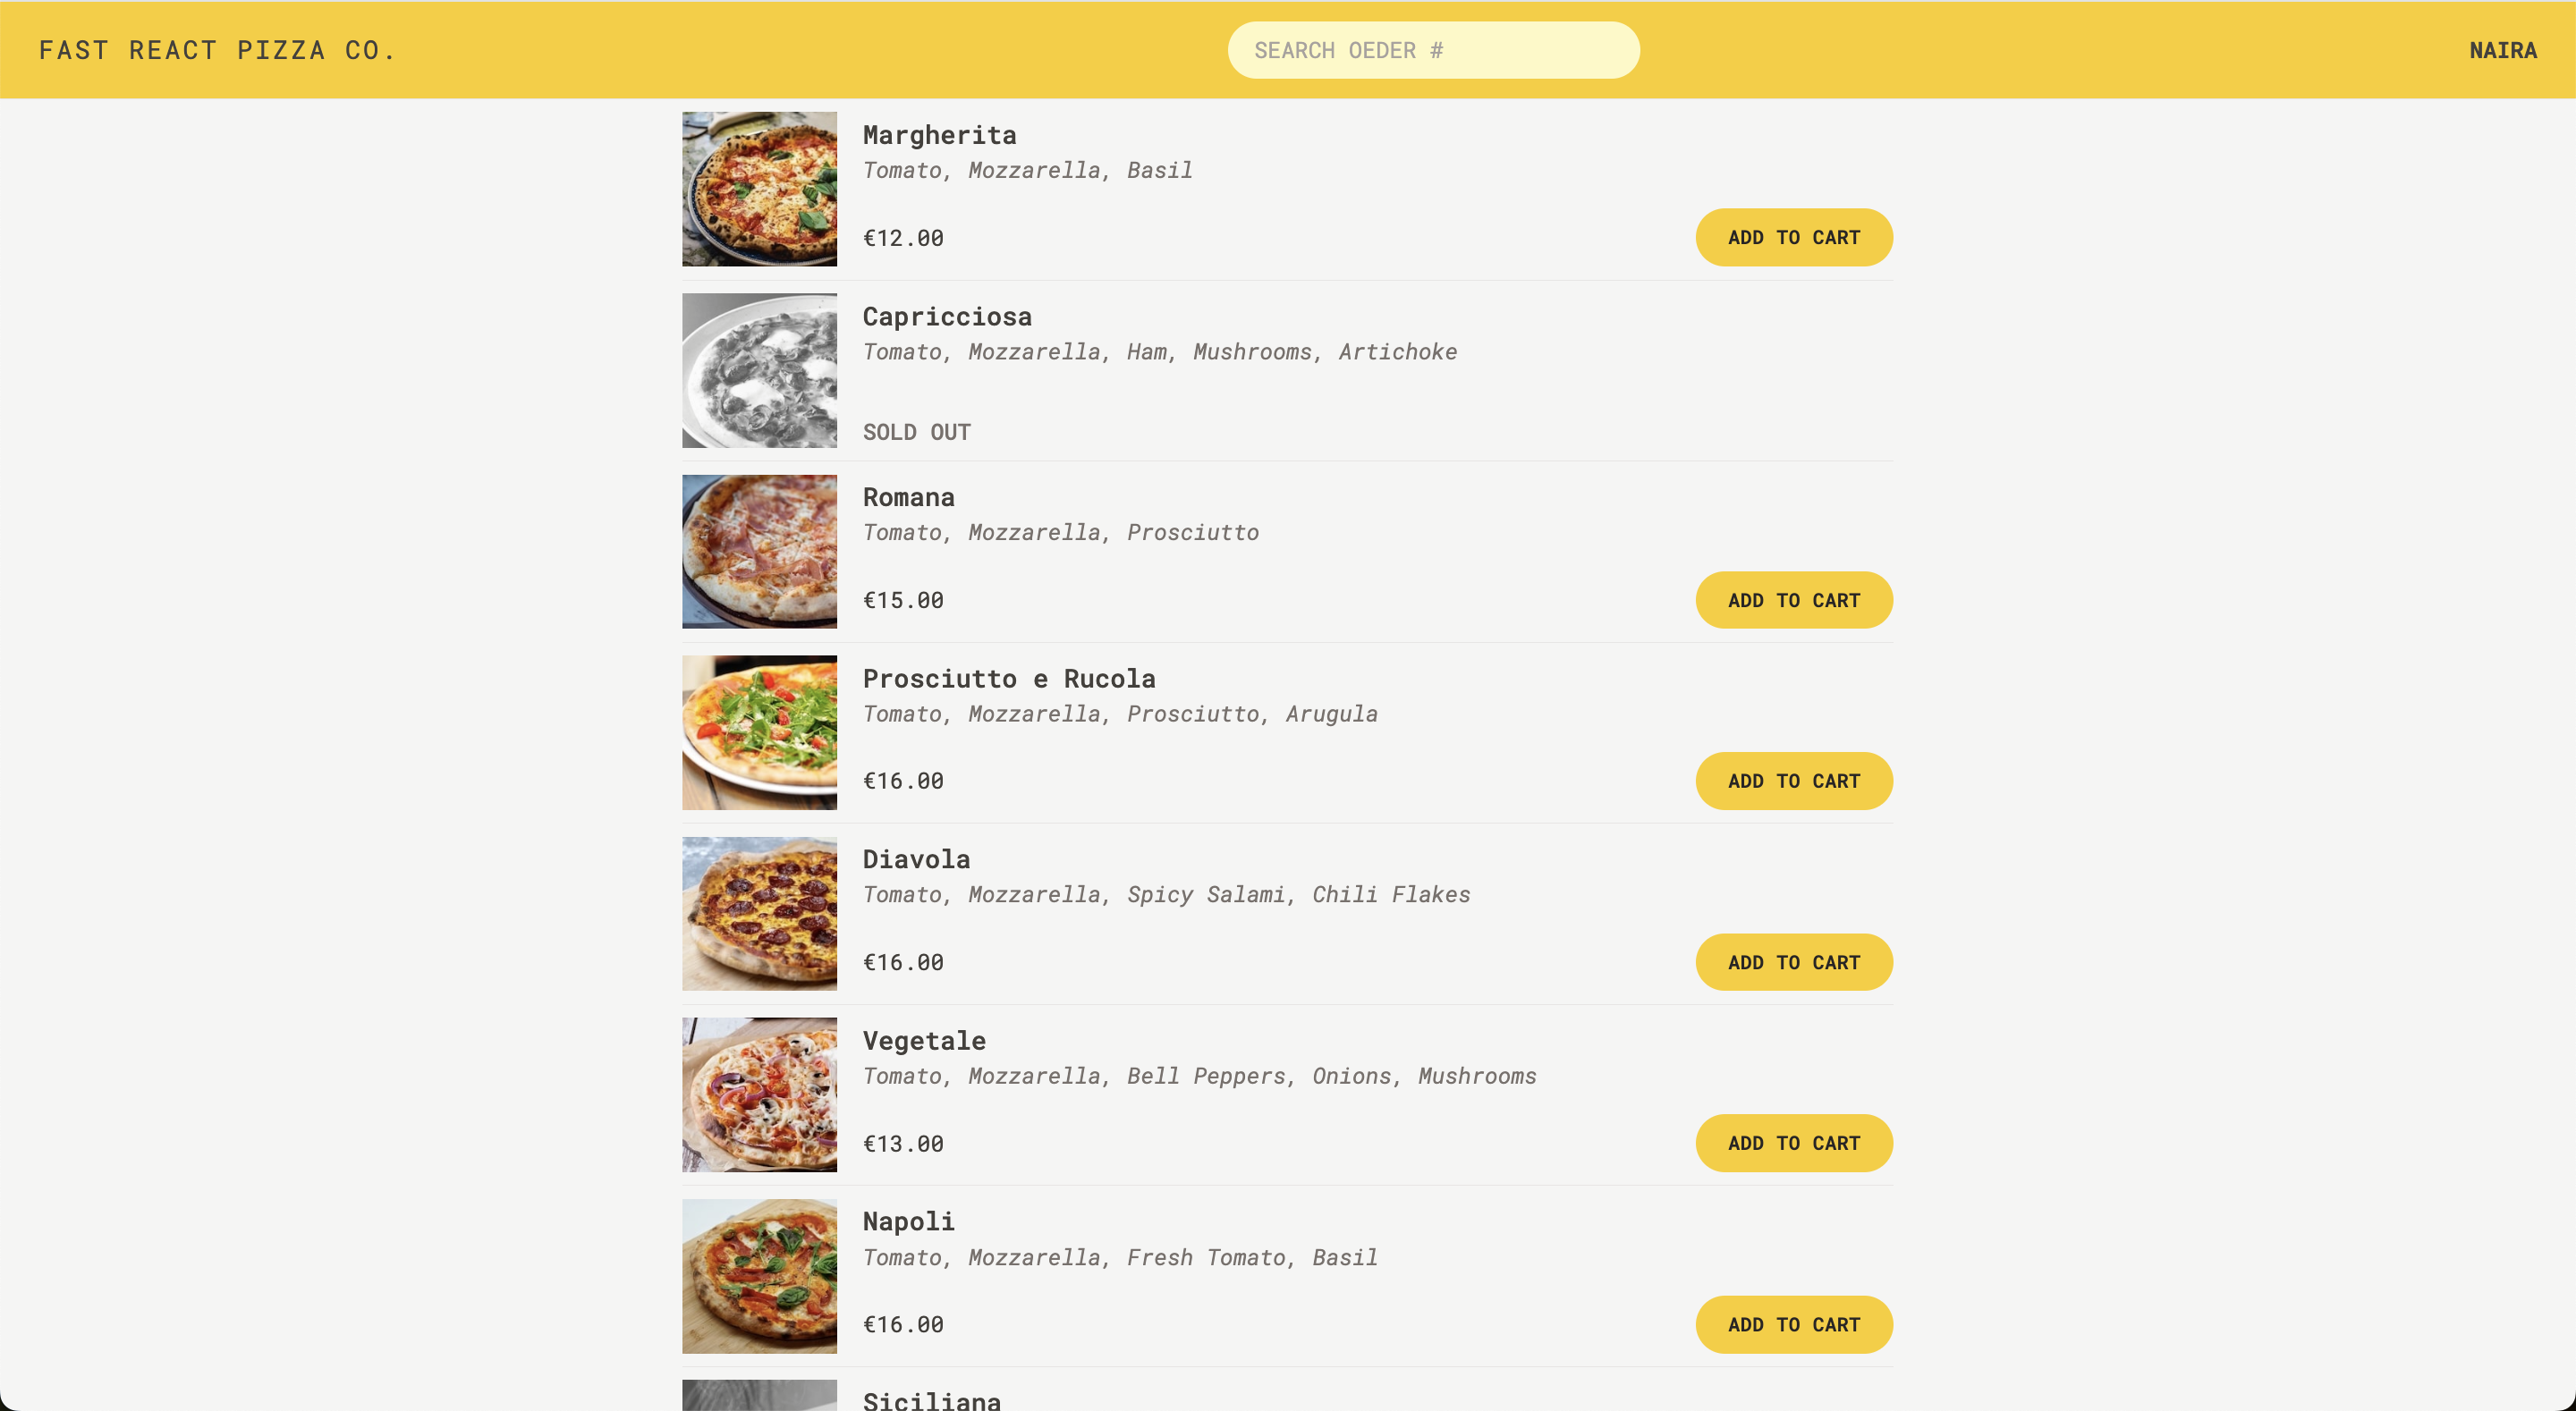 FAST REACT PIZZA CO.
SEARCH OEDER #
NAIRA
Margherita
Tomato, Mozzarella, Basil
€12.00
ADD TO CART
Capricciosa
Tomato, Mozzarella, Ham, Mushrooms, Artichoke
SOLD OUT
Romana
Tomato, Mozzarella, Prosciutto
€15.00
ADD TO CART
Prosciutto e Rucola
Tomato, Mozzarella, Prosciutto, Arugula
€16.00
ADD TO CART
Diavola
Tomato, Mozzarella, Spicy Salami, Chili Flakes
€16.00
ADD TO CART
Vegetale
Tomato, Mozzarella, Bell Peppers, Onions, Mushrooms
€13.00
ADD TO CART
Napoli
Tomato, Mozzarella, Fresh Tomato, Basil
€16.00
ADD TO CART
Siciliana